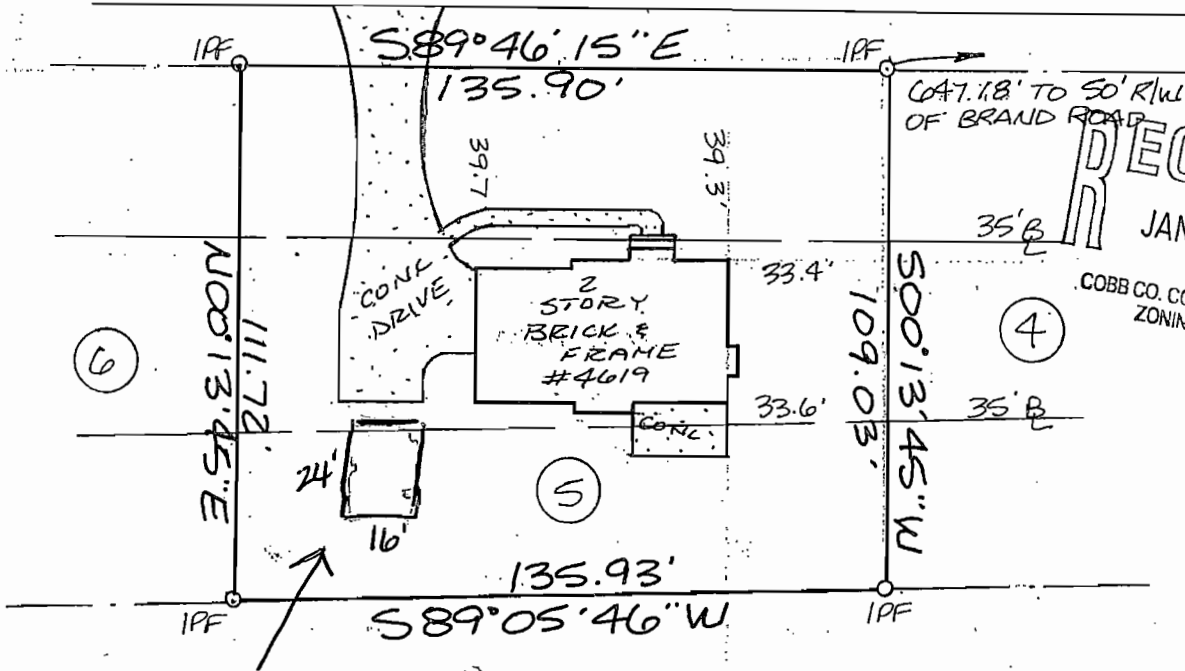 IPF
S89°46'15"E
135.90'
IPF
647.18' TO 50' R/W
OF BRAND ROAD
REC
JAN
COBB CO. CO
ZONIN
39.7
39.3'
35' BL
33.4'
CONC
DRIVE
2
STORY
BRICK &
FRAME
#4619
6
N00°13'45"E
111.72'
S00°13'45"W
109.03'
4
33.6'
35' BL
CONC.
24'
16'
5
135.93'
S89°05'46"W
IPF
IPF